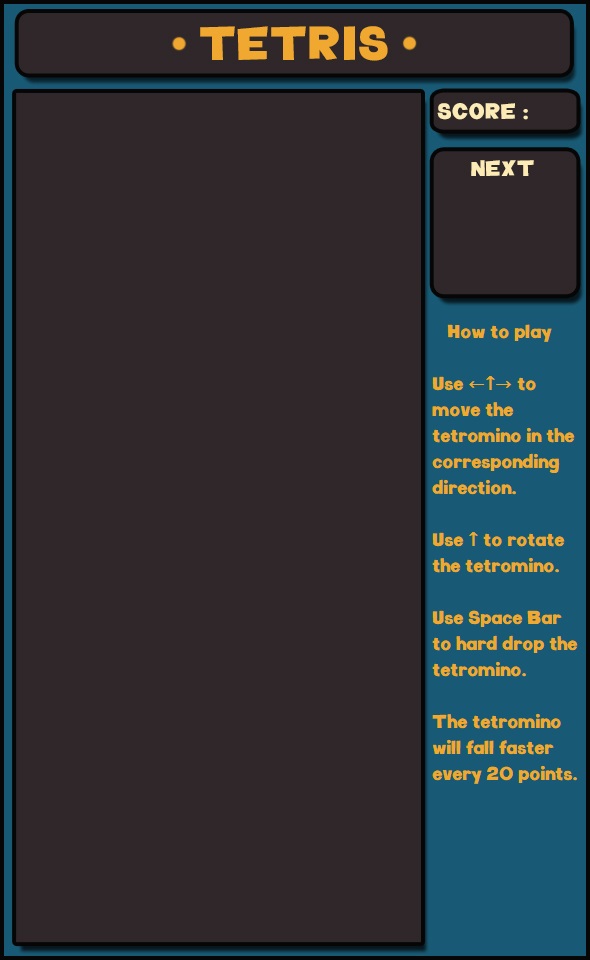 • TETRIS •
SCORE :
NEXT
How to play
Use ←↑→ to
move the
tetromino in the
corresponding
direction.
Use ↑ to rotate
the tetromino.
Use Space Bar
to hard drop the
tetromino.
The tetromino
will fall faster
every 20 points.